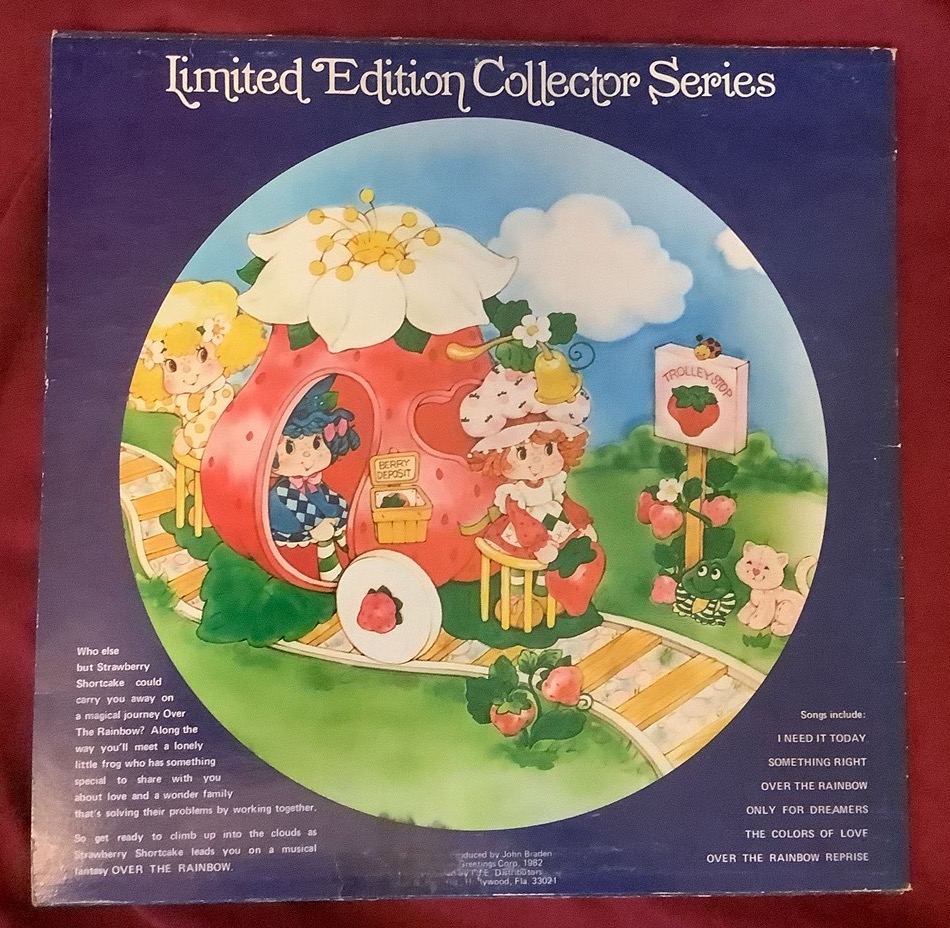 Limited Edition Collector Series
TROLLEY STOP
BERRY
DEPOSIT
Who else
but Strawberry
Shortcake could
carry you away on
a magical journey Over
The Rainbow? Along the
way you'll meet a lonely
little frog who has something
special to share with you
about love and a wonder family
that's solving their problems by working together.
So get ready to climb up into the clouds as
Strawberry Shortcake leads you on a musical
fantasy OVER THE RAINBOW.
Songs include:
I NEED IT TODAY
SOMETHING RIGHT
OVER THE RAINBOW
ONLY FOR DREAMERS
THE COLORS OF LOVE
OVER THE RAINBOW REPRISE
by John Braden
Greetings Corp. 1982
Distributors
Fla. 33021